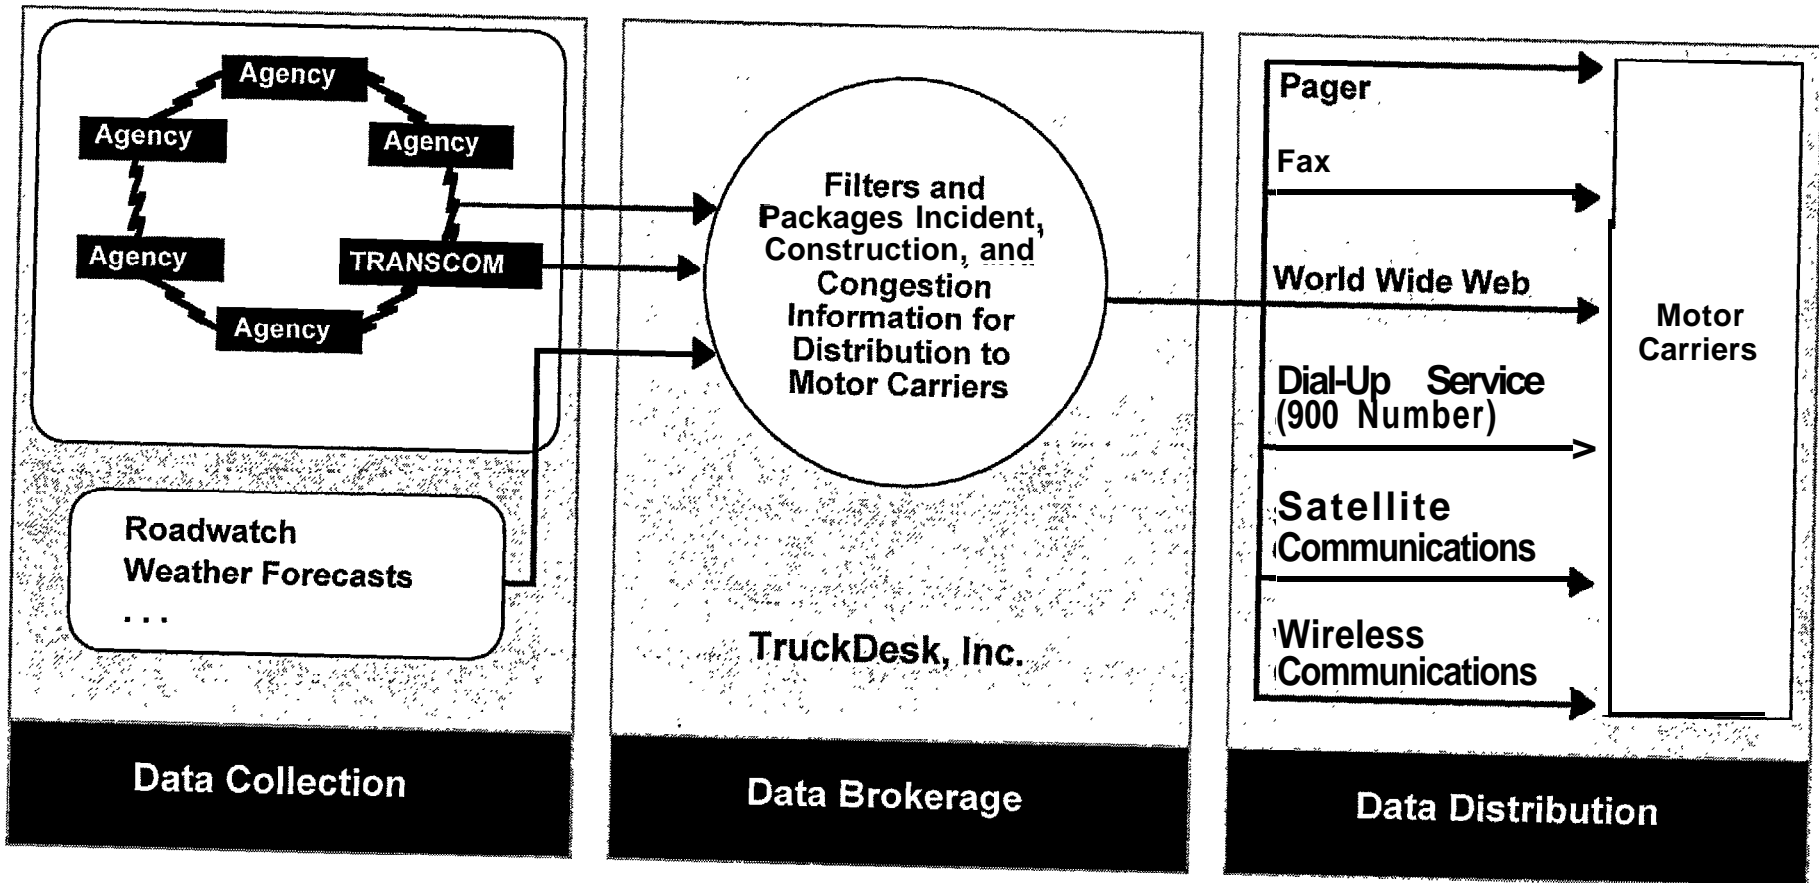 Agency
Agency
Agency
Agency
TRANSCOM
Agency
Roadwatch
Weather Forecasts
. . .
Data Collection
Filters and
Packages Incident,
Construction, and
Congestion
Information for
Distribution to
Motor Carriers
TruckDesk, Inc.
Data Brokerage
Pager
Fax
World Wide Web
Dial-Up Service
(900 Number)
Satellite
Communications
Wireless
Communications
Motor
Carriers
Data Distribution